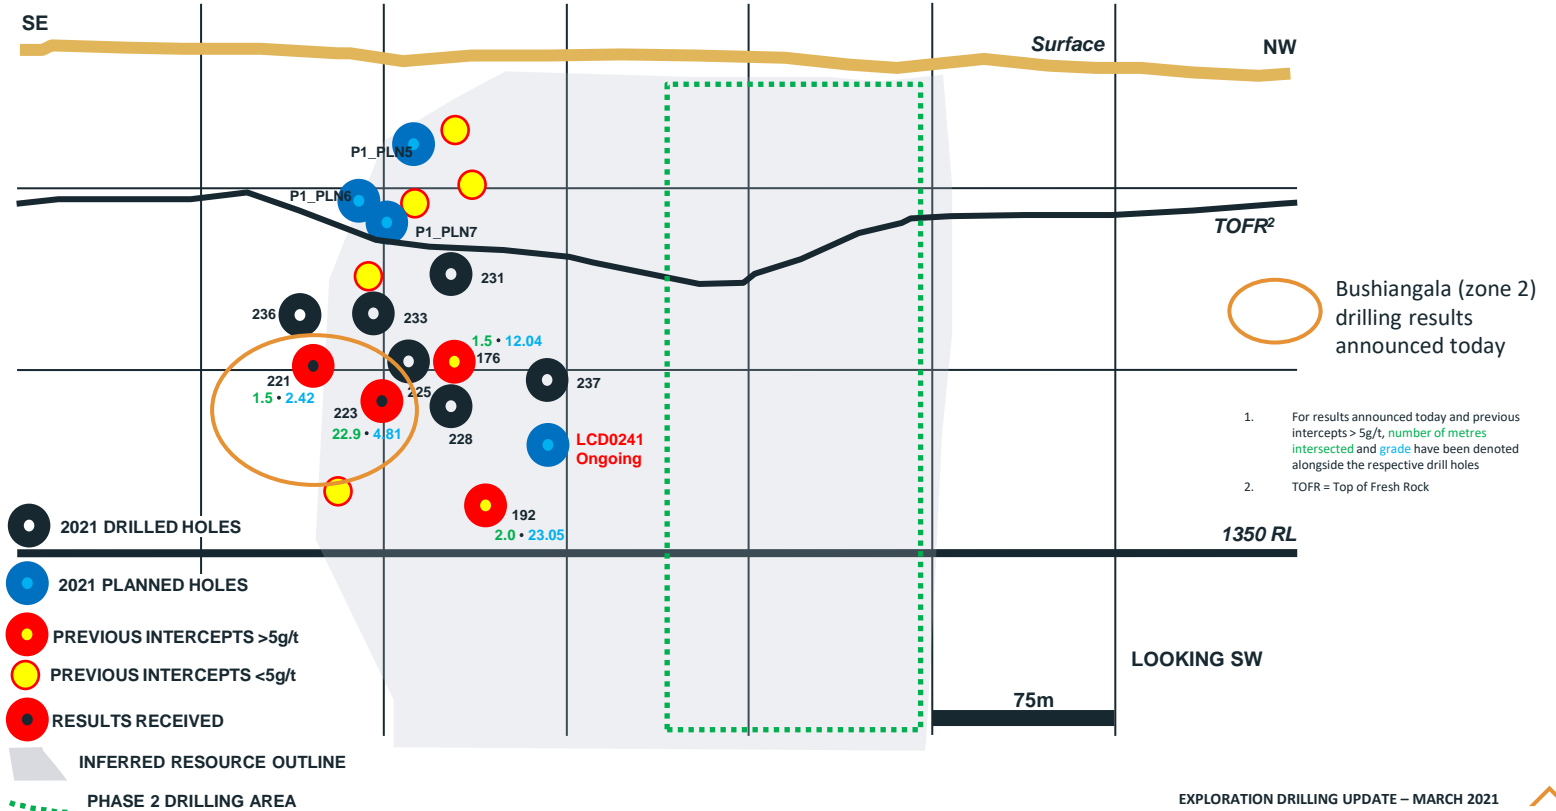 SE
Surface
NW
P1_PLN5
P1_PLN6
P1_PLN7
TOFR2
231
236
233
1.5 • 12.04
176
221
225
237
1.5 • 2.42
223
22.9 • 4.81
228
LCD0241
Ongoing
192
2.0 • 23.05
1350 RL
Bushiangala (zone 2)
drilling results
announced today
1. For results announced today and previous
intercepts > 5g/t, number of metres
intersected and grade have been denoted
alongside the respective drill holes
2. TOFR = Top of Fresh Rock
2021 DRILLED HOLES
2021 PLANNED HOLES
PREVIOUS INTERCEPTS >5g/t
PREVIOUS INTERCEPTS <5g/t
RESULTS RECEIVED
INFERRED RESOURCE OUTLINE
PHASE 2 DRILLING AREA
LOOKING SW
75m
EXPLORATION DRILLING UPDATE – MARCH 2021